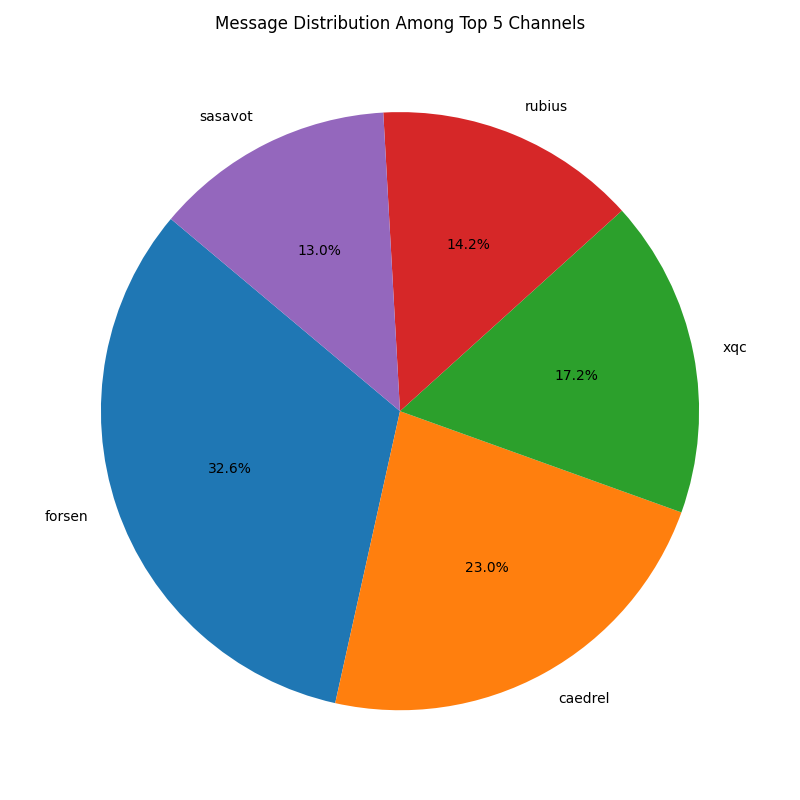 Message Distribution Among Top 5 Channels
rubius
sasavot
14.2%
13.0%
xqc
17.2%
32.6%
forsen
23.0%
caedrel